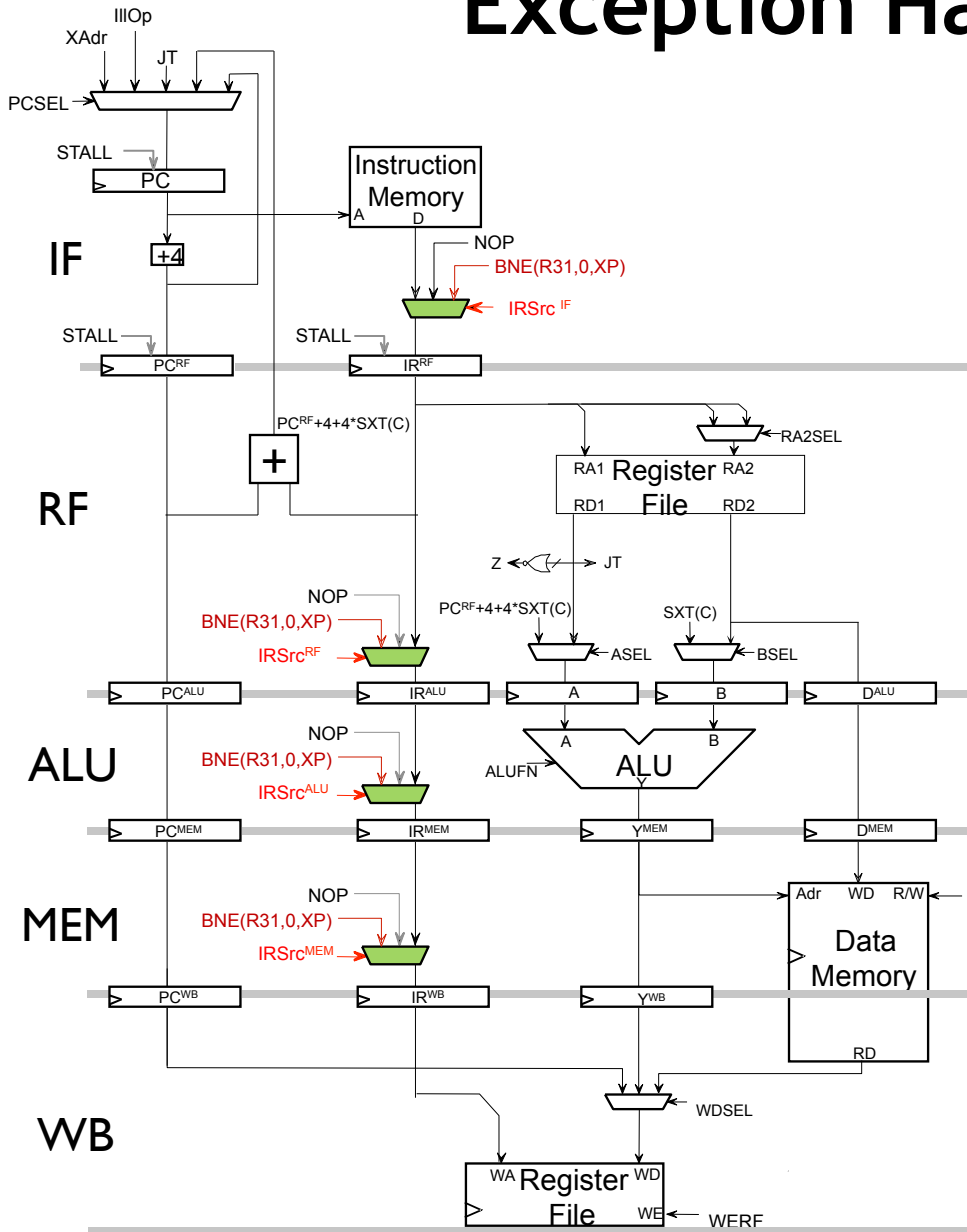 Exception Ha
IllOp
XAdr
JT
PCSEL
STALL
PC
Instruction
Memory
A
D
IF
+4
NOP
BNE(R31,0,XP)
IRSrc IF
STALL
STALL
PCRF
IRRF
PCRF+4+4*SXT(C)
+
RA2SEL
RA1
Register
File
RA2
RD1
RD2
RF
Z
JT
NOP
PCRF+4+4*SXT(C)
SXT(C)
BNE(R31,0,XP)
IRSrcRF
ASEL
BSEL
PCALU
IRALU
A
B
DALU
ALU
NOP
BNE(R31,0,XP)
IRSrcALU
A
B
ALUFN
ALU
Y
PCMEM
IRMEM
YMEM
DMEM
MEM
NOP
BNE(R31,0,XP)
IRSrcMEM
Adr
WD
R/W
Data
Memory
PCWB
IRWB
YWB
RD
WDSEL
WB
WA
Register
File
WD
WE
WERF